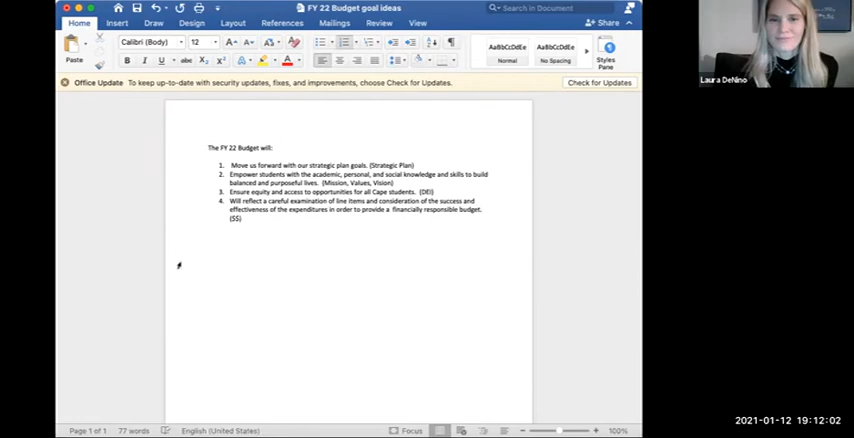 FY 22 Budget goal ideas
Search in Document
Home Insert Draw Design Layout References Mailings Review View Share
Paste
Calibri (Body) 12
AaBbCcDdEe AaBbCcDdEe
Normal No Spacing
Styles Pane
Office Update To keep up-to-date with security updates, fixes, and improvements, choose Check for Updates. Check for Updates
Laura DeNino
The FY 22 Budget will:
1. Move us forward with our strategic plan goals. (Strategic Plan)
2. Empower students with the academic, personal, and social knowledge and skills to build
balanced and purposeful lives. (Mission, Values, Vision)
3. Ensure equity and access to opportunities for all Cape students. (DEI)
4. Will reflect a careful examination of line items and consideration of the success and
effectiveness of the expenditures in order to provide a financially responsible budget.
($$)
Page 1 of 1 77 words English (United States) Focus 100%
2021-01-12 19:12:02